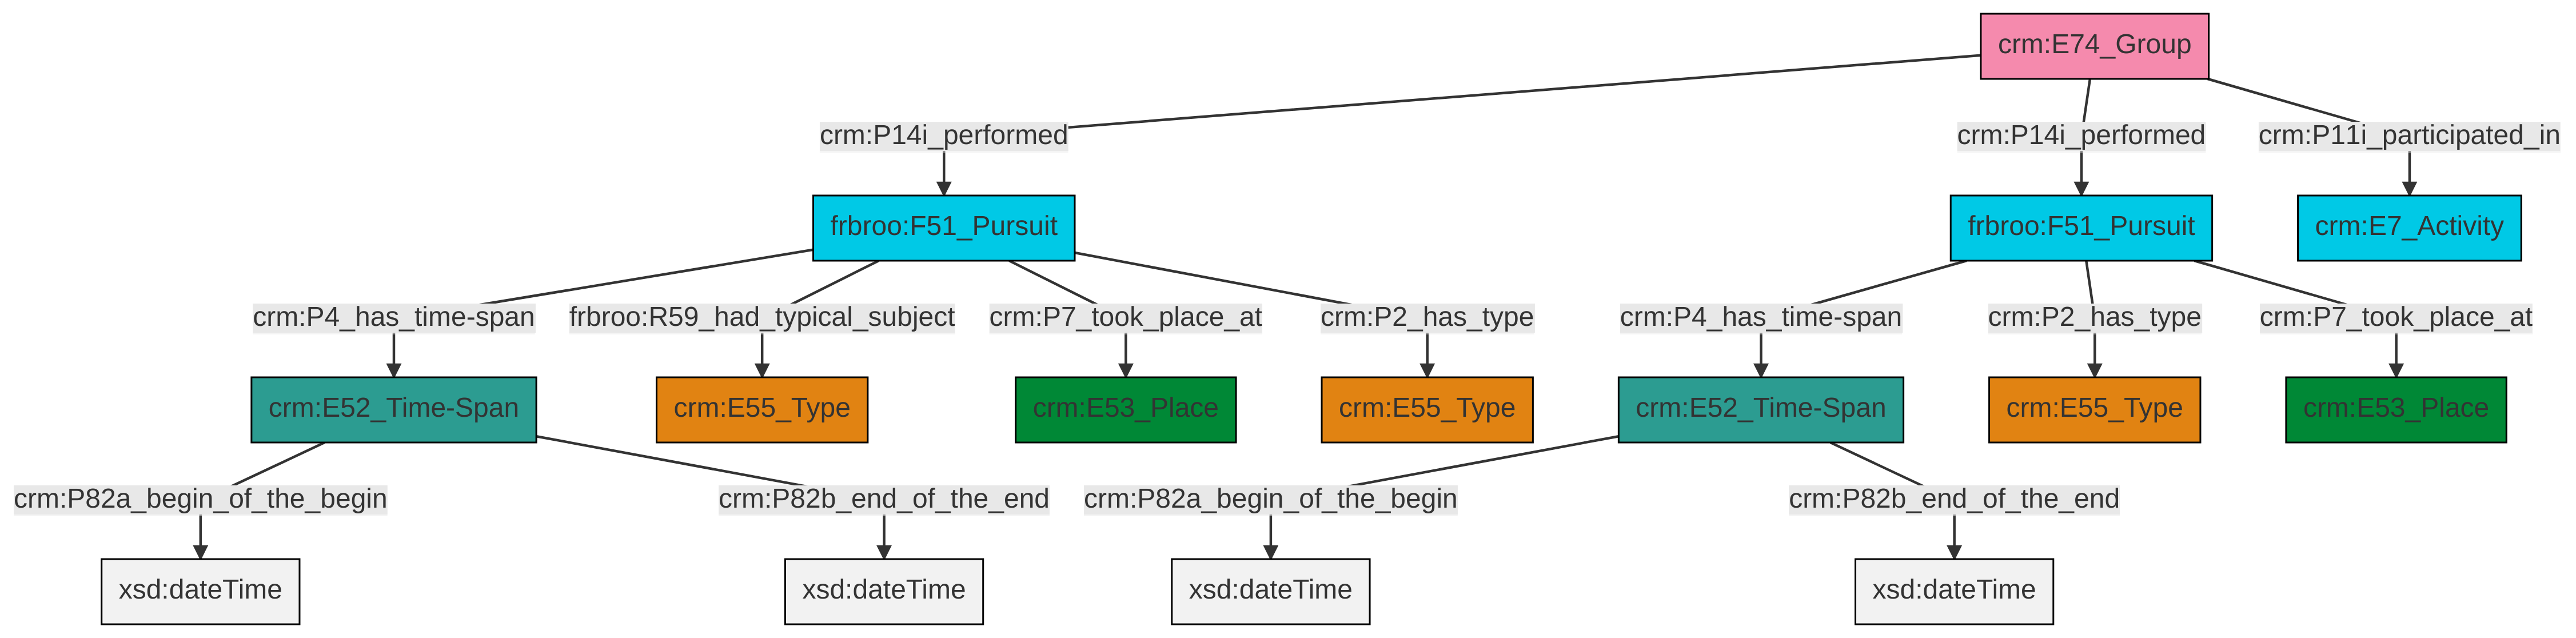 crm:E74_Group
crm:P14i_performed
crm:P14i_performed
crm:P11i_participated_in
frbroo:F51_Pursuit
frbroo:F51_Pursuit
crm:E7_Activity
crm:P4_has_time-span
frbroo:R59_had_typical_subject
crm:P7_took_place_at
crm:P2_has_type
crm:P4_has_time-span
crm:P2_has_type
crm:P7_took_place_at
crm:E52_Time-Span
crm:E55_Type
crm:E53_Place
crm:E55_Type
crm:E52_Time-Span
crm:E55_Type
crm:E53_Place
crm:P82a_begin_of_the_begin
crm:P82b_end_of_the_end
crm:P82a_begin_of_the_begin
crm:P82b_end_of_the_end
xsd:dateTime
xsd:dateTime
xsd:dateTime
xsd:dateTime